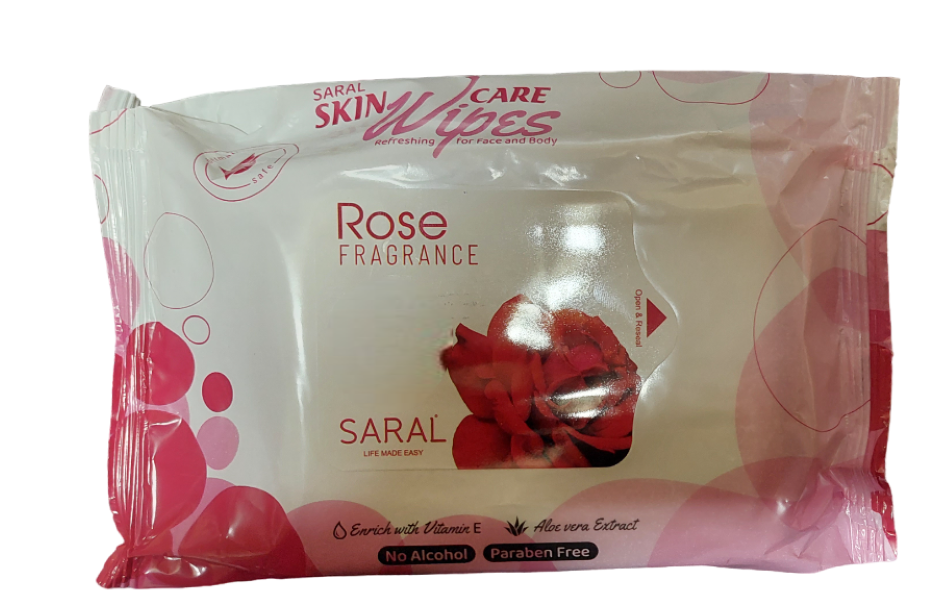 SARAL
SKIN CARE
Wipes
Refreshing for Face and Body
safe
Rose
FRAGRANCE
Open & Reseal
SARAL
LIFE MADE EASY
Enrich with Vitamin E
Aloe vera Extract
No Alcohol
Paraben Free